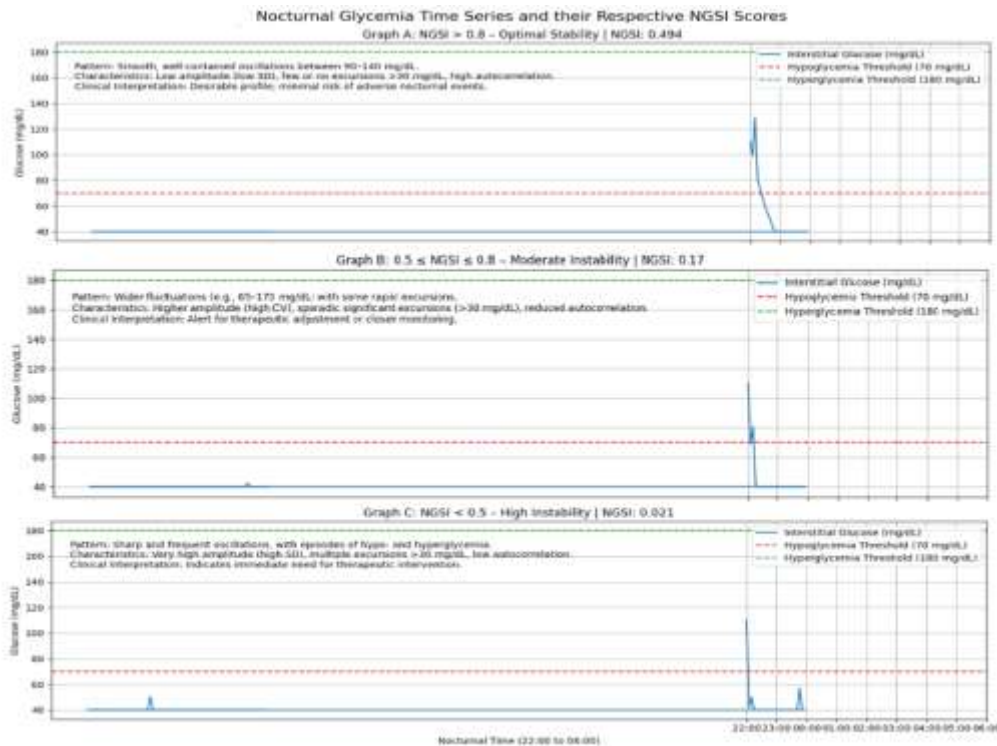 Nocturnal Glycemia Time Series and their Respective NGSI Scores
Graph A: NGSI > 0.8 – Optimal Stability | NGSI: 0.494
Pattern: Smooth, well-contained oscillations between 90–140 mg/dL.
Characteristics: Low amplitude (low SD), few or no excursions >30 mg/dL, high autocorrelation.
Clinical Interpretation: Desirable profile; minimal risk of adverse nocturnal events.
Interstitial Glucose (mg/dL)
Hypoglycemia Threshold (70 mg/dL)
Hyperglycemia Threshold (180 mg/dL)
Glucose (mg/dL)
180
160
140
120
100
80
60
40
Graph B: 0.5 ≤ NGSI ≤ 0.8 – Moderate Instability | NGSI: 0.17
Pattern: Wider fluctuations (e.g., 65–175 mg/dL) with some rapid excursions.
Characteristics: Higher amplitude (high CV), sporadic significant excursions (>30 mg/dL), reduced autocorrelation.
Clinical Interpretation: Alert for therapeutic adjustment or closer monitoring.
Interstitial Glucose (mg/dL)
Hypoglycemia Threshold (70 mg/dL)
Hyperglycemia Threshold (180 mg/dL)
Glucose (mg/dL)
180
160
140
120
100
80
60
40
Graph C: NGSI < 0.5 – High Instability | NGSI: 0.021
Pattern: Sharp and frequent oscillations, with episodes of hypo- and hyperglycemia.
Characteristics: Very high amplitude (high SD), multiple excursions >30 mg/dL, low autocorrelation.
Clinical Interpretation: Indicates immediate need for therapeutic intervention.
Interstitial Glucose (mg/dL)
Hypoglycemia Threshold (70 mg/dL)
Hyperglycemia Threshold (180 mg/dL)
Glucose (mg/dL)
180
160
140
120
100
80
60
40
22:00 23:00 00:00 01:00 02:00 03:00 04:00 05:00 06:00
Nocturnal Time (22:00 to 06:00)